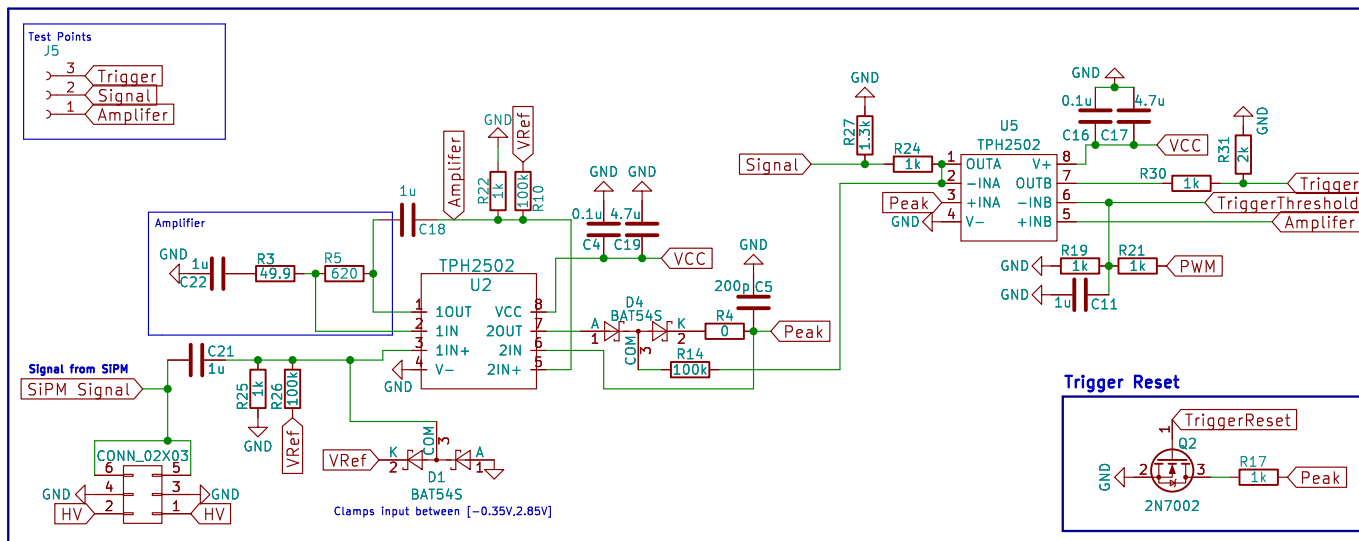 Test Points
J5
3 Trigger
2 Signal
1 Amplifer
Amplifier
GND
1u
C22
R3
49.9
R5
620
1u
C18
Amplifer
GND
R22
1k
VRef
100k
R10
GND
GND
0.1u
4.7u
C4
C19
VCC
TPH2502
U2
1 1OUT
2 1IN
3 1IN+
4 V-
VCC 8
2OUT 7
2IN 6
2IN+ 5
GND
D4
BAT54S
A
1
COM
3
K
2
R4
0
GND
200p
C5
Peak
R14
100k
Signal from SiPM
SiPM Signal
C21
1u
R25
1k
GND
R26
100k
VRef
VRef
K
2
COM
3
A
1
D1
BAT54S
Clamps input between [-0.35V,2.85V]
CONN_02X03
6
5
GND
4
3
GND
HV
2
1
HV
Signal
GND
R27
1.3k
R24
1k
U5
TPH2502
1 OUTA
2 -INA
3 +INA
4 V-
V+ 8
OUTB 7
-INB 6
+INB 5
Peak
GND
GND
0.1u
4.7u
C16
C17
VCC
R31
2k
GND
R30
1k
Trigger
TriggerThreshold
Amplifer
GND
R19
1k
R21
1k
PWM
GND
1u
C11
Trigger Reset
TriggerReset
1
Q2
GND
2
3
2N7002
R17
1k
Peak